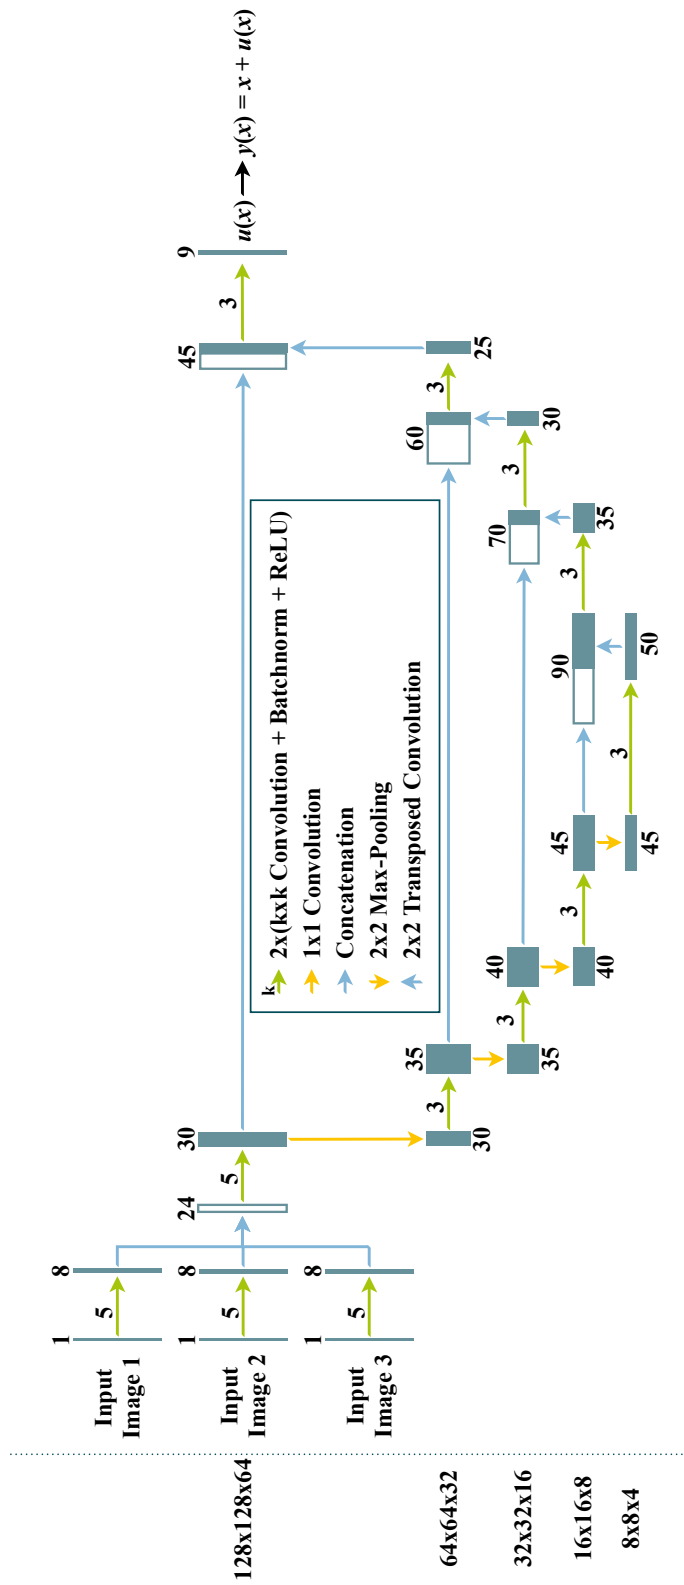 Input
Image 1
1
5
8
Input
Image 2
1
5
8
24
5
30
45
3
9
u(x) → y(x) = x + u(x)
Input
Image 3
1
5
8
k
2x(kxk Convolution + Batchnorm + ReLU)
1x1 Convolution
Concatenation
2x2 Max-Pooling
2x2 Transposed Convolution
128x128x64
64x64x32
30
3
35
60
3
25
32x32x16
35
3
40
70
3
30
16x16x8
40
3
45
90
3
35
8x8x4
45
3
50